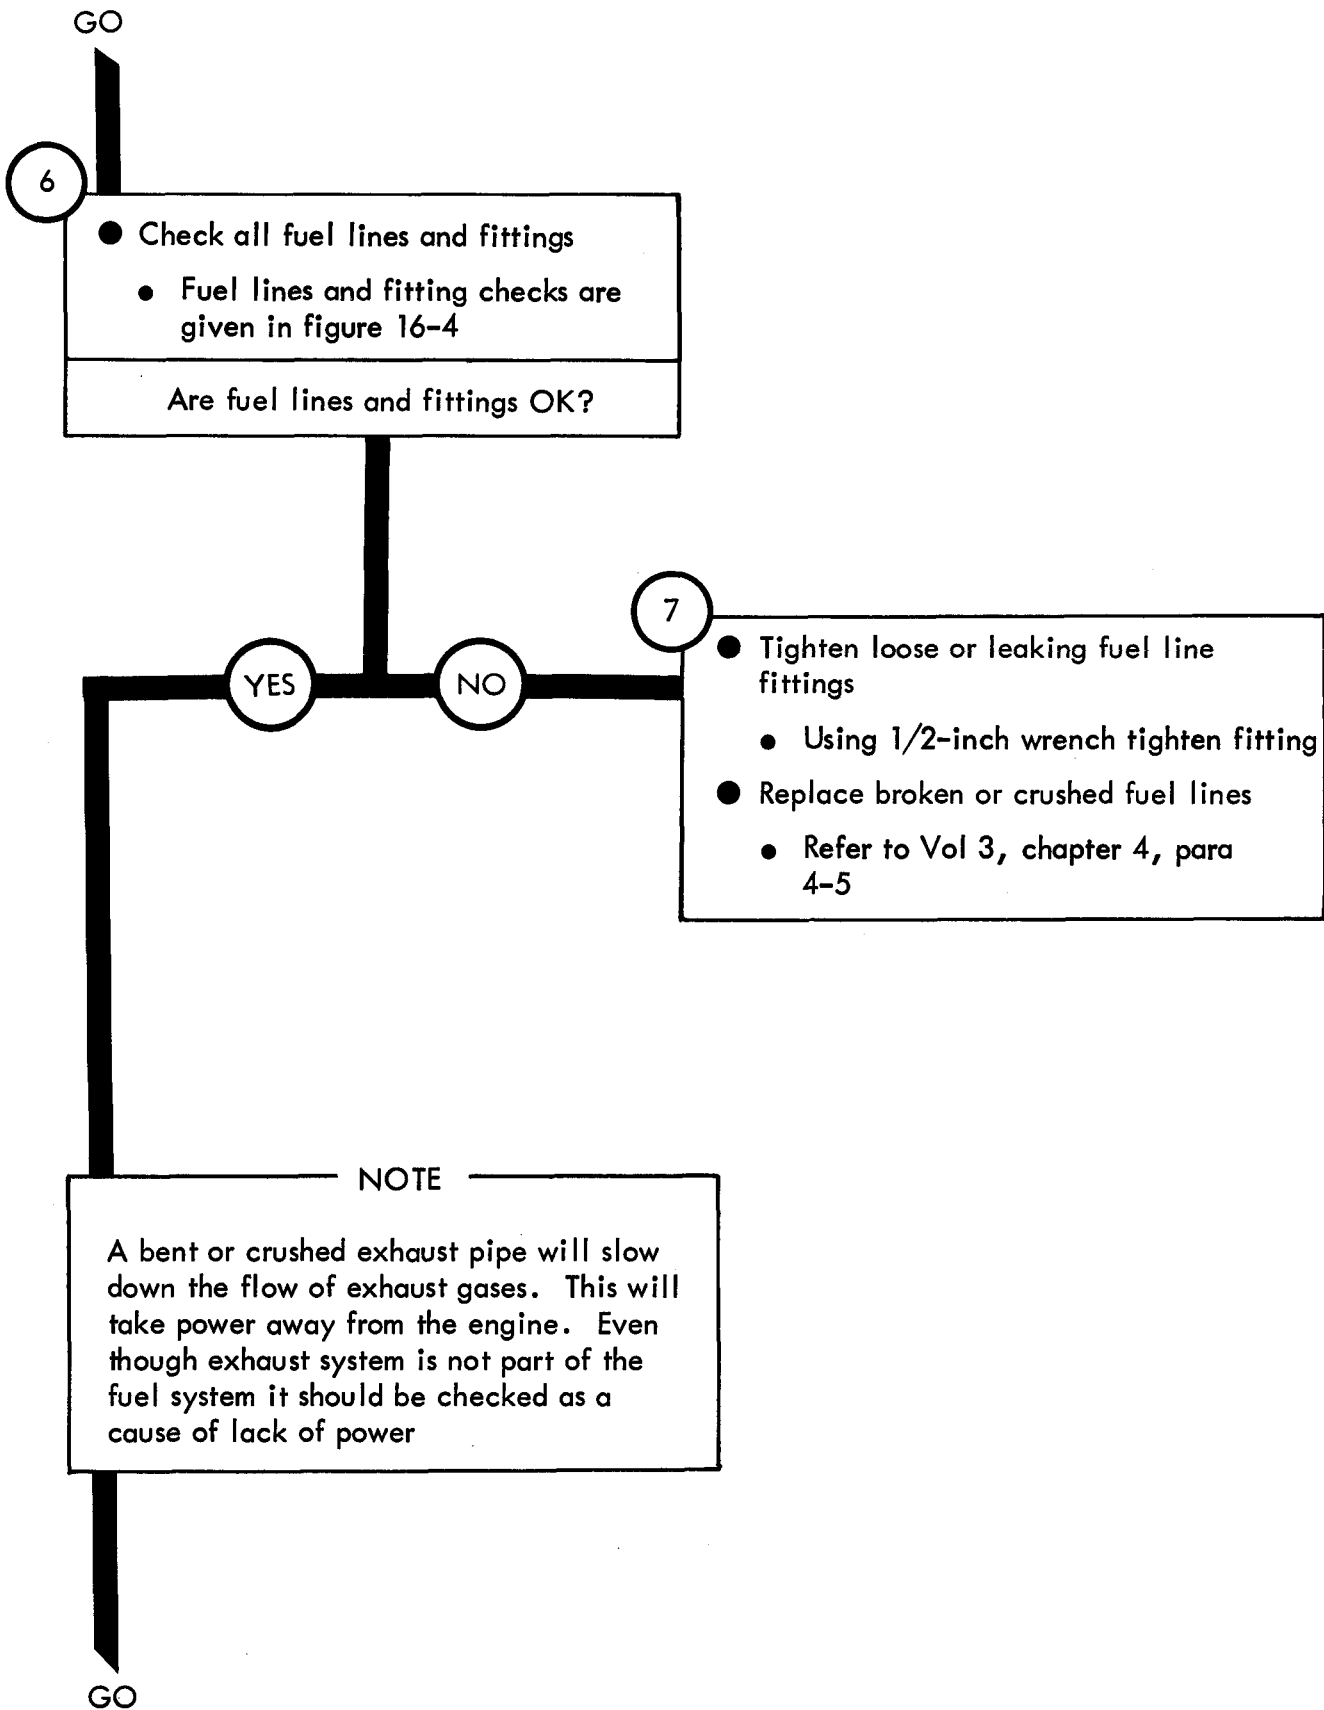 GO
6
● Check all fuel lines and fittings
● Fuel lines and fitting checks are
given in figure 16-4
Are fuel lines and fittings OK?
YES
NO
7
● Tighten loose or leaking fuel line
fittings
● Using 1/2-inch wrench tighten fitting
● Replace broken or crushed fuel lines
● Refer to Vol 3, chapter 4, para
4-5
NOTE
A bent or crushed exhaust pipe will slow
down the flow of exhaust gases. This will
take power away from the engine. Even
though exhaust system is not part of the
fuel system it should be checked as a
cause of lack of power
GO